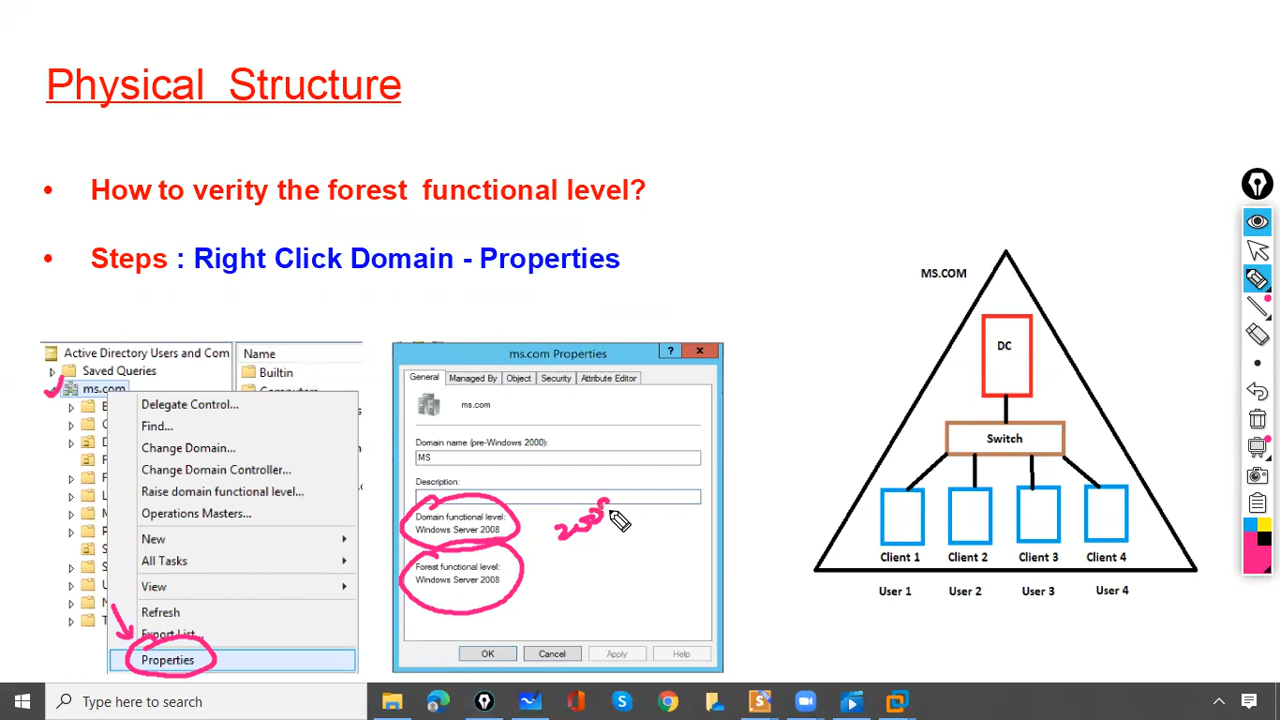 Physical Structure
• How to verity the forest functional level?
• Steps : Right Click Domain - Properties
Active Directory Users and Com
Saved Queries
ms.com
Name
Builtin
Delegate Control...
Find...
Change Domain...
Change Domain Controller...
Raise domain functional level...
Operations Masters...
New
All Tasks
View
Refresh
Export List...
Properties
ms.com Properties
?
General Managed By Object Security Attribute Editor
ms.com
Domain name (pre-Windows 2000):
MS
Description:
Domain functional level:
Windows Server 2008
Forest functional level:
Windows Server 2008
OK Cancel Apply Help
MS.COM
DC
Switch
Client 1 Client 2 Client 3 Client 4
User 1 User 2 User 3 User 4
Type here to search